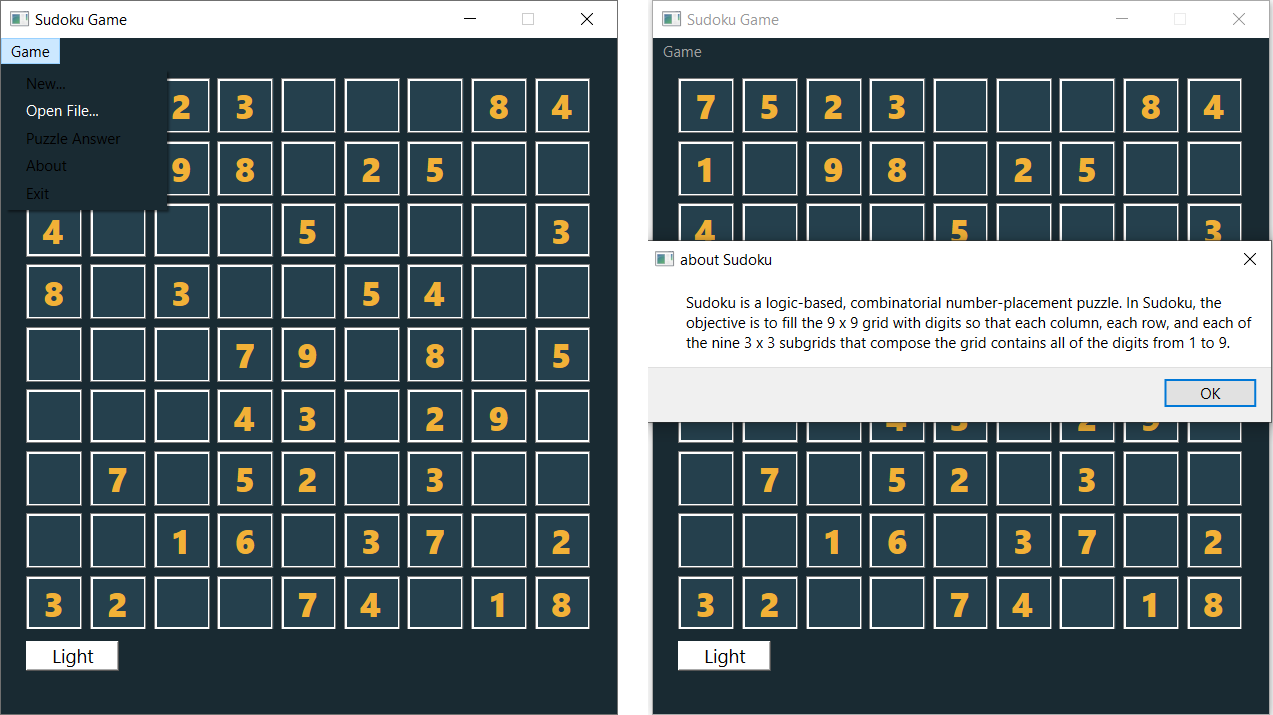 Sudoku Game
Game
New...
Open File...
Puzzle Answer
About
Exit
2 3 8 4
9 8 2 5
4 5 3
8 3 5 4
7 9 8 5
4 3 2 9
7 5 2 3
1 6 3 7 2
3 2 7 4 1 8
Light
Sudoku Game
Game
7 5 2 3 8 4
1 9 8 2 5
4 5 3
about Sudoku
Sudoku is a logic-based, combinatorial number-placement puzzle. In Sudoku, the
objective is to fill the 9 x 9 grid with digits so that each column, each row, and each of
the nine 3 x 3 subgrids that compose the grid contains all of the digits from 1 to 9.
OK
4 3 2 9
7 5 2 3
1 6 3 7 2
3 2 7 4 1 8
Light